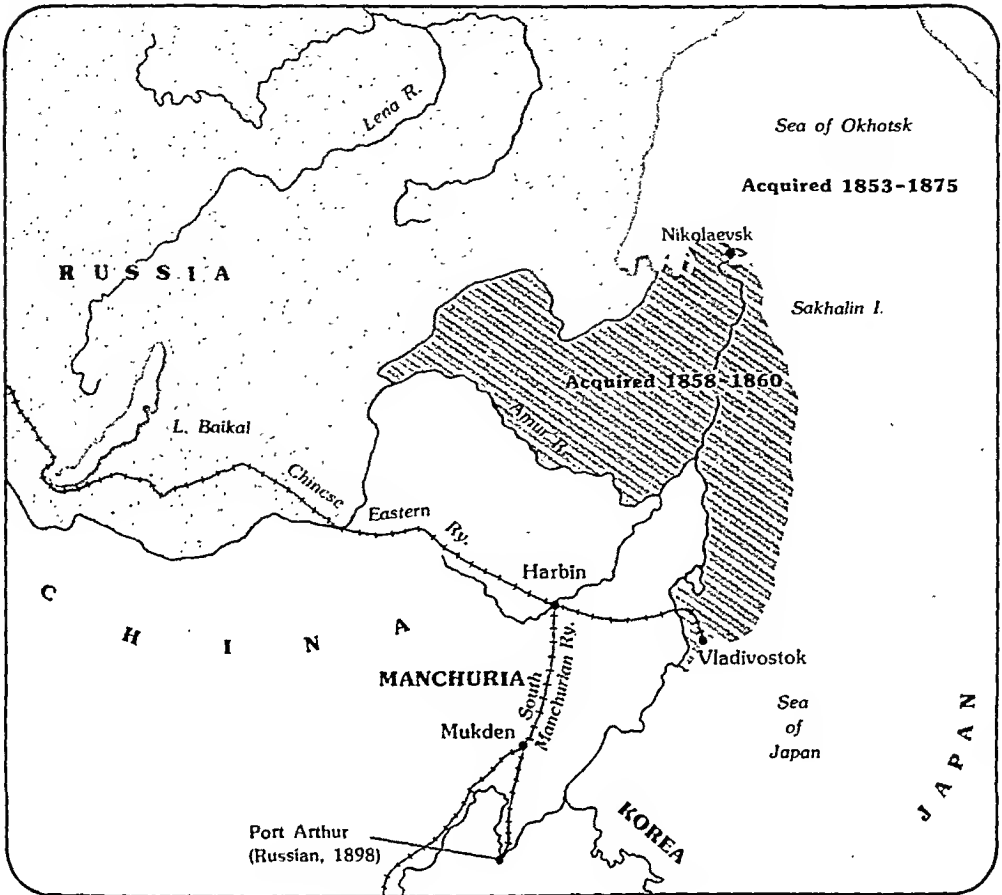 Lena R.
Sea of Okhotsk
Acquired 1853-1875
Nikolaevsk
RUSSIA
Sakhalin I.
Acquired 1858-1860
Amur R.
L. Baikal
Chinese Eastern Ry.
Harbin
CHINA
Vladivostok
MANCHURIA
South
Manchurian Ry.
Mukden
Sea
of
Japan
JAPAN
KOREA
Port Arthur
(Russian, 1898)